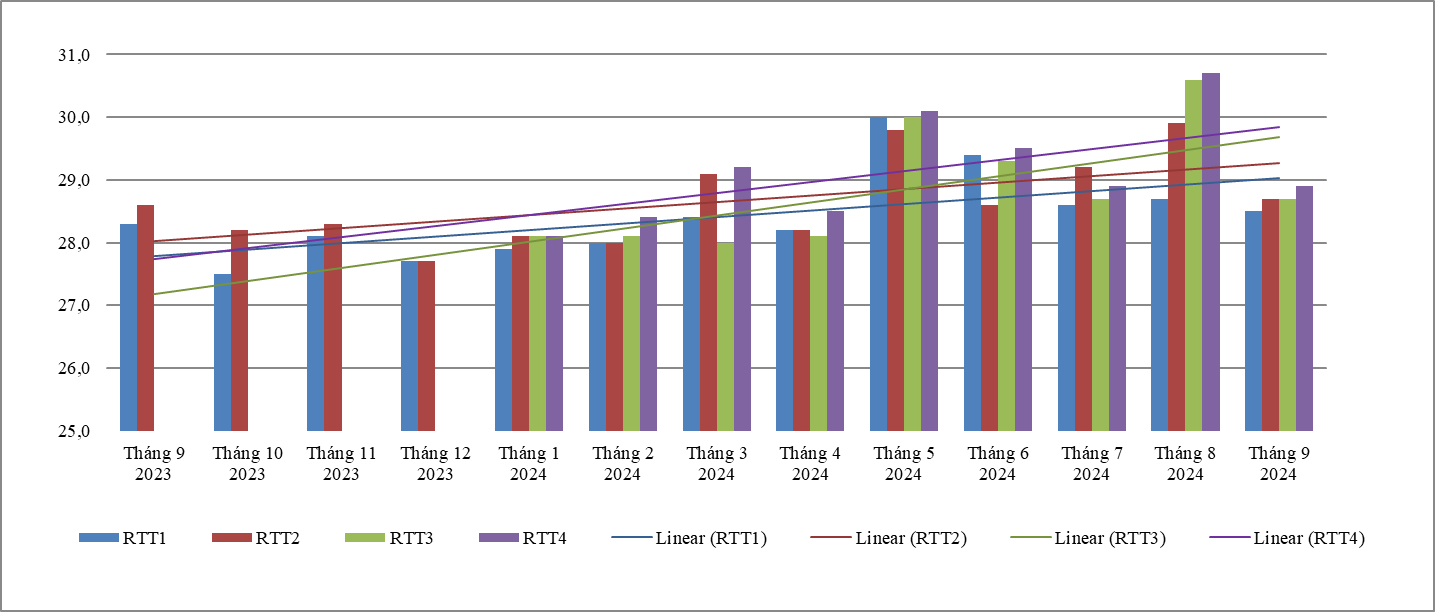 31,0
30,0
29,0
28,0
27,0
26,0
25,0
Tháng 9
2023
Tháng 10
2023
Tháng 11
2023
Tháng 12
2023
Tháng 1
2024
Tháng 2
2024
Tháng 3
2024
Tháng 4
2024
Tháng 5
2024
Tháng 6
2024
Tháng 7
2024
Tháng 8
2024
Tháng 9
2024
RTT1 RTT2 RTT3 RTT4 Linear (RTT1) Linear (RTT2) Linear (RTT3) Linear (RTT4)